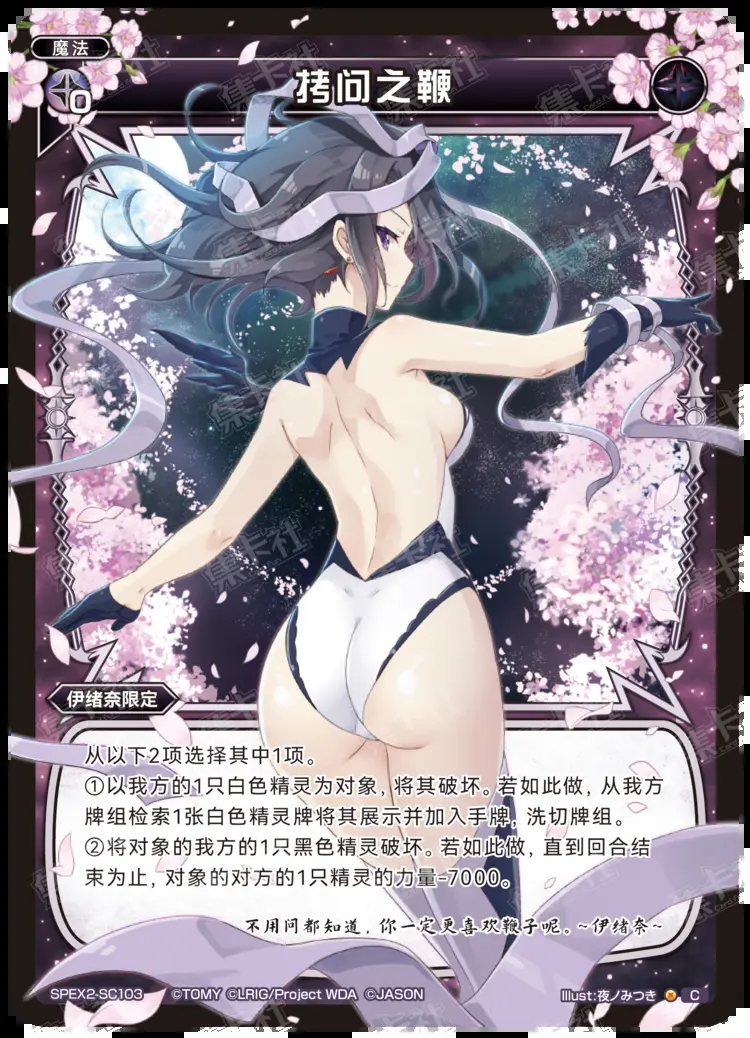 魔法
0
拷问之鞭
伊绪奈限定
从以下2项选择其中1项。
①以我方的1只白色精灵为对象，将其破坏。若如此做，从我方
牌组检索1张白色精灵牌将其展示并加入手牌，洗切牌组。
②将对象的我方的1只黑色精灵破坏。若如此做，直到回合结
束为止，对象的对方的1只精灵的力量-7000。
不用问都知道，你一定更喜欢鞭子呢。~伊绪奈~
SPEX2-SC103 ©TOMY ©LRIG/Project WDA ©JASON Illust:夜ノみつき C
集卡社